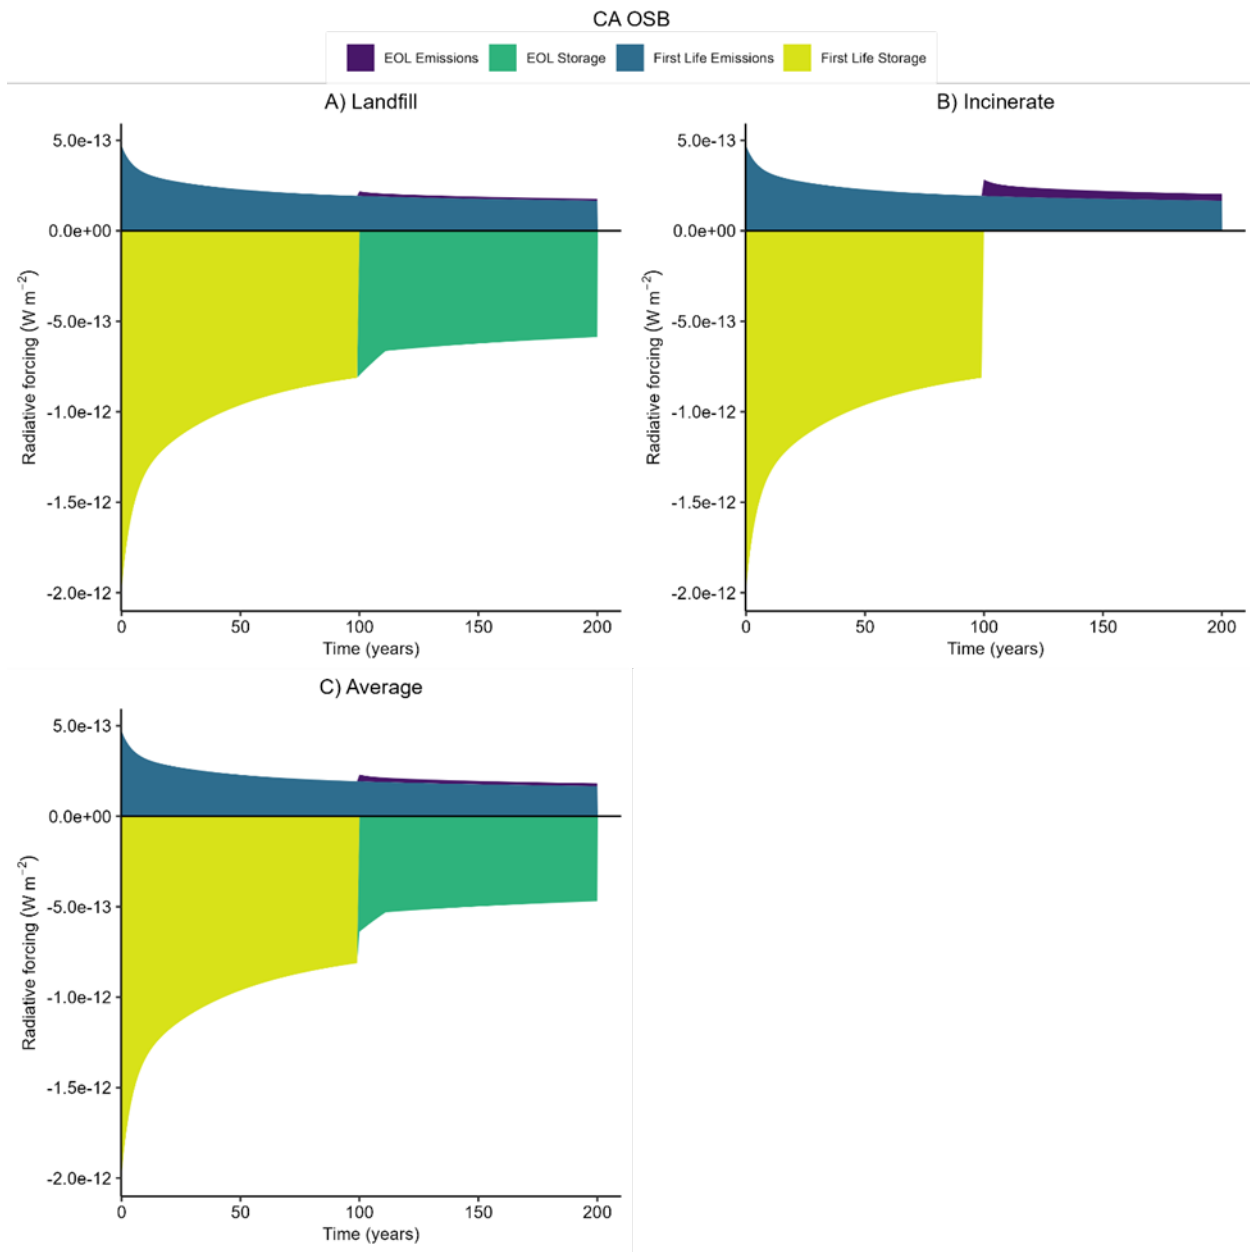 CA OSB
EOL Emissions EOL Storage First Life Emissions First Life Storage
A) Landfill
5.0e-13
0.0e+00
-5.0e-13
-1.0e-12
-1.5e-12
-2.0e-12
Radiative forcing (W m⁻²)
0 50 100 150 200
Time (years)
B) Incinerate
5.0e-13
0.0e+00
-5.0e-13
-1.0e-12
-1.5e-12
-2.0e-12
Radiative forcing (W m⁻²)
0 50 100 150 200
Time (years)
C) Average
5.0e-13
0.0e+00
-5.0e-13
-1.0e-12
-1.5e-12
-2.0e-12
Radiative forcing (W m⁻²)
0 50 100 150 200
Time (years)